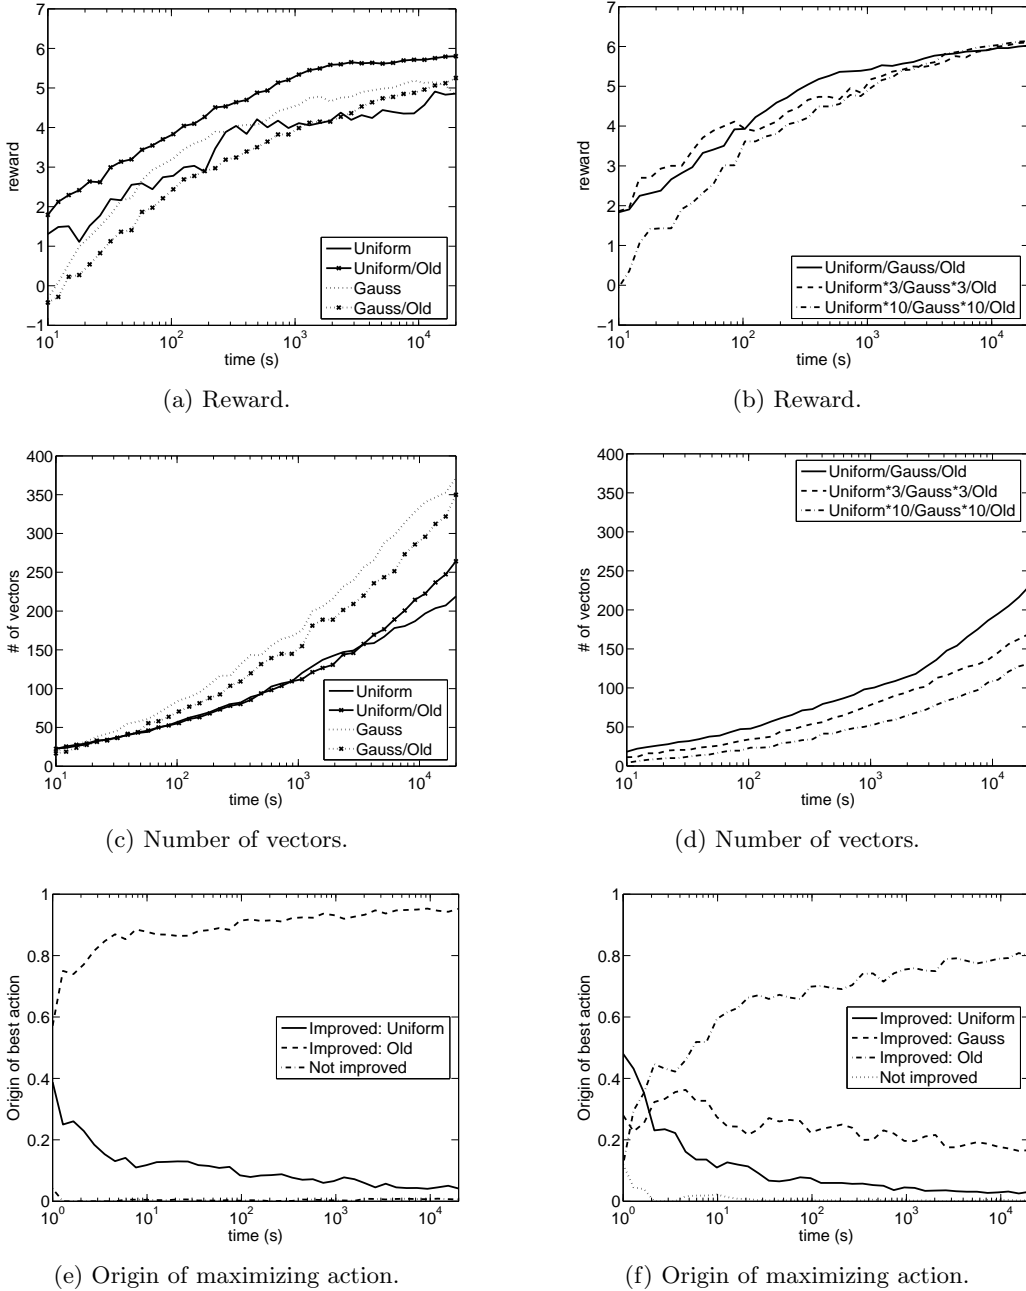 7
6
5
4
3
2
1
0
−1
reward
10^1
10^2
10^3
10^4
time (s)
Uniform
Uniform/Old
Gauss
Gauss/Old
(a) Reward.
7
6
5
4
3
2
1
0
−1
reward
10^1
10^2
10^3
10^4
time (s)
Uniform/Gauss/Old
Uniform*3/Gauss*3/Old
Uniform*10/Gauss*10/Old
(b) Reward.
400
350
300
250
200
150
100
50
0
# of vectors
10^1
10^2
10^3
10^4
time (s)
Uniform
Uniform/Old
Gauss
Gauss/Old
(c) Number of vectors.
400
350
300
250
200
150
100
50
0
# of vectors
10^1
10^2
10^3
10^4
time (s)
Uniform/Gauss/Old
Uniform*3/Gauss*3/Old
Uniform*10/Gauss*10/Old
(d) Number of vectors.
1
0.8
0.6
0.4
0.2
0
Origin of best action
10^0
10^1
10^2
10^3
10^4
time (s)
Improved: Uniform
Improved: Old
Not improved
(e) Origin of maximizing action.
1
0.8
0.6
0.4
0.2
0
Origin of best action
10^0
10^1
10^2
10^3
10^4
time (s)
Improved: Uniform
Improved: Gauss
Improved: Old
Not improved
(f) Origin of maximizing action.